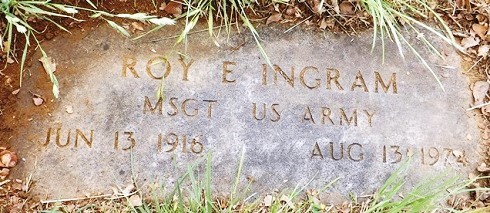 ROY E INGRAM
MSGT US ARMY
JUN 13 1916 AUG 13 1974